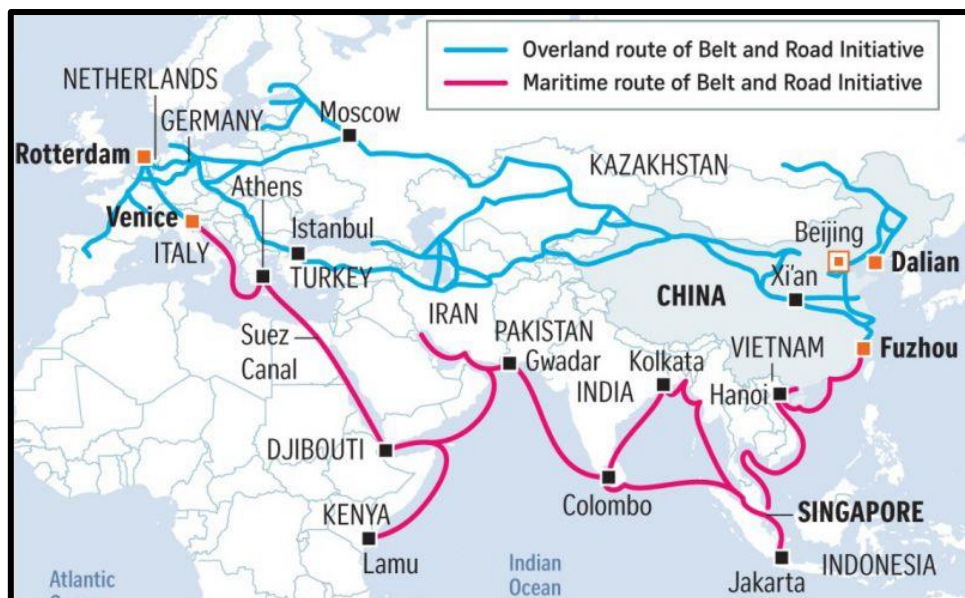 Overland route of Belt and Road Initiative
Maritime route of Belt and Road Initiative
NETHERLANDS
GERMANY
Moscow
Rotterdam
KAZAKHSTAN
Athens
Venice
Istanbul
Beijing
ITALY
TURKEY
Dalian
Xi'an
CHINA
IRAN
Suez
Canal
PAKISTAN
Gwadar
Kolkata
VIETNAM
Fuzhou
INDIA
Hanoi
DJIBOUTI
Colombo
SINGAPORE
KENYA
Lamu
Indian
Ocean
INDONESIA
Jakarta
Atlantic